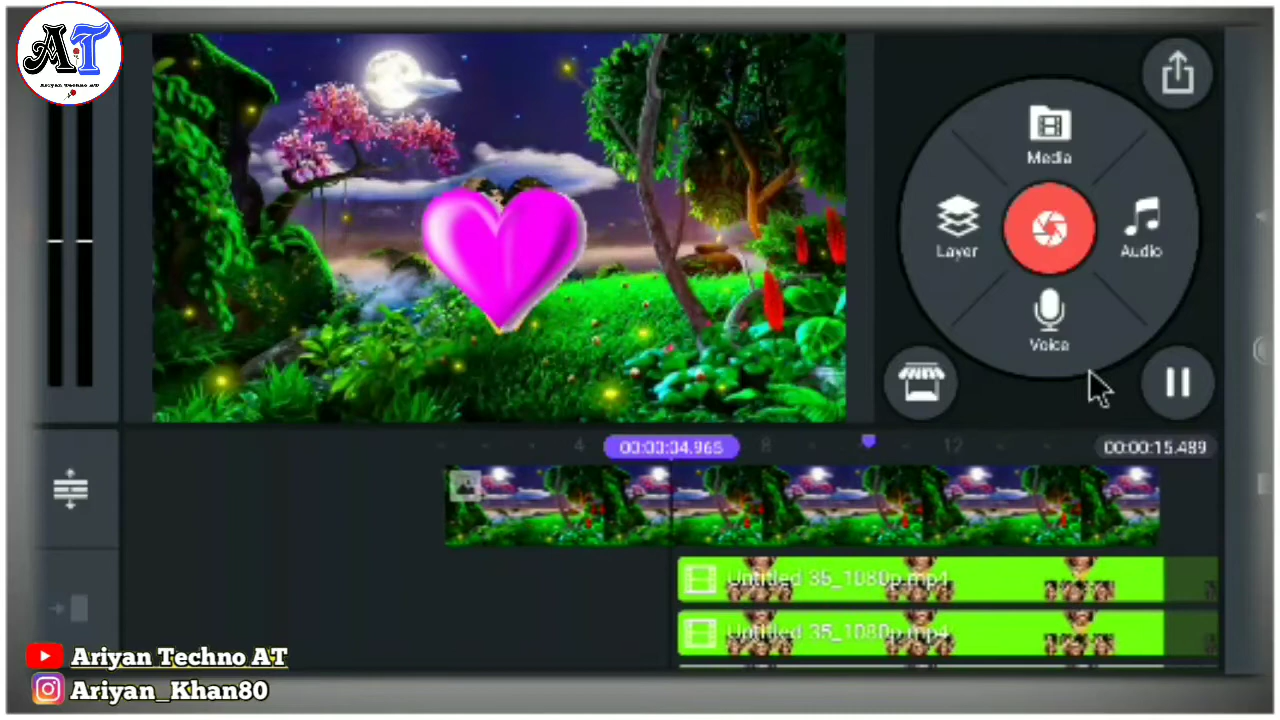 AT
Media
Layer
Audio
Voice
4
00:00:04.965
8
12
00:00:15.489
Untitled 35_1080p.mp4
Untitled 35_1080p.mp4
Ariyan Techno AT
Ariyan_Khan80